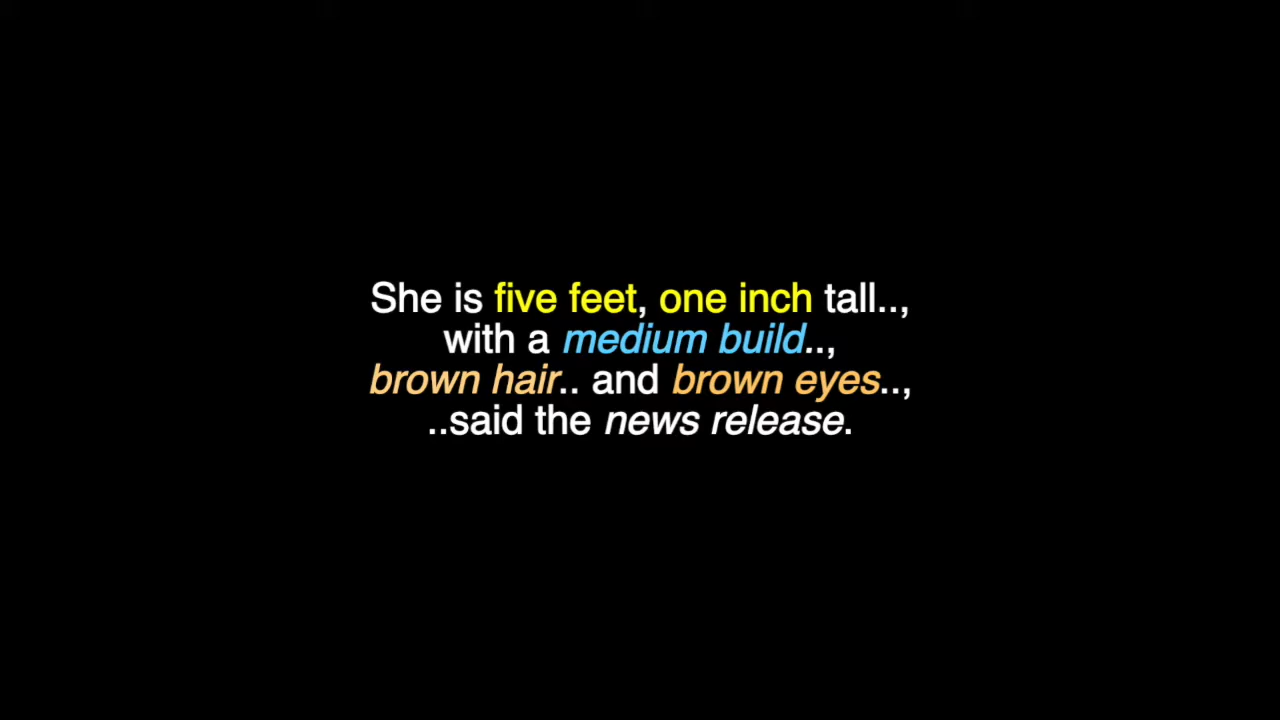 She is five feet, one inch tall..,
with a medium build..,
brown hair.. and brown eyes..,
..said the news release.